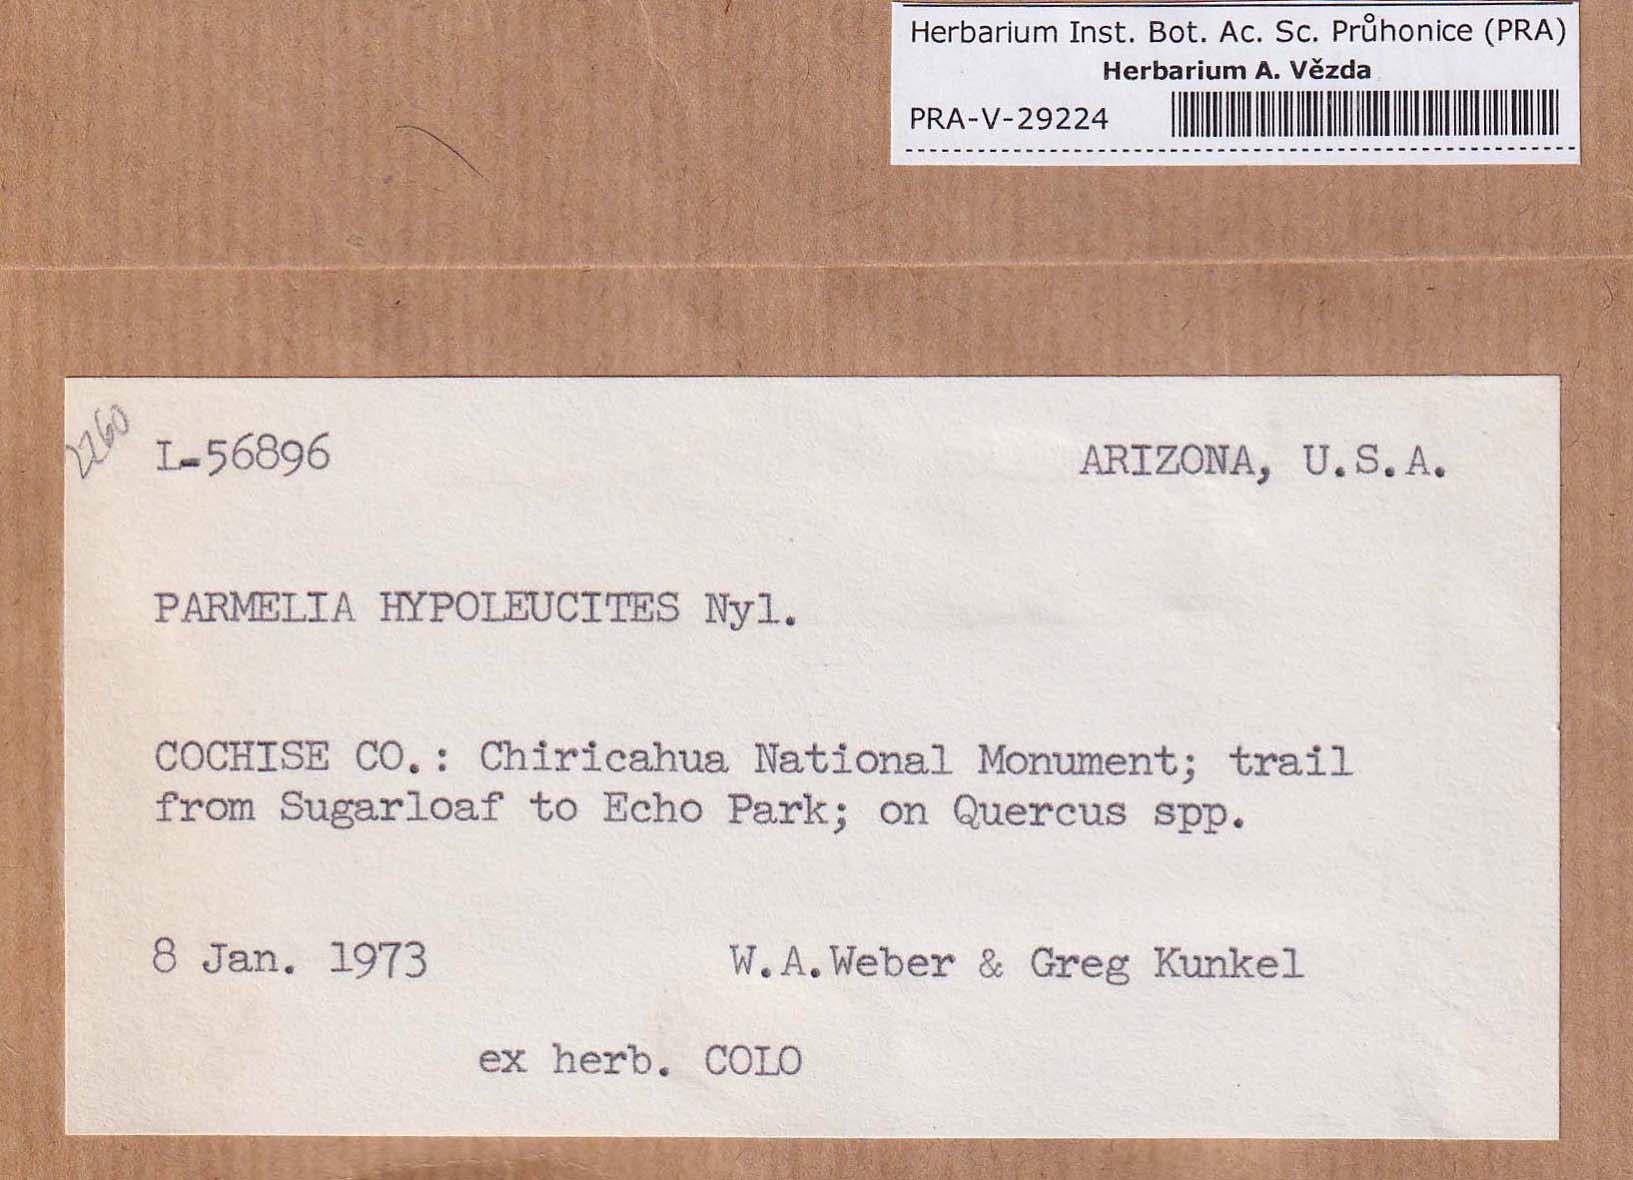 Herbarium Inst. Bot. Ac. Sc. Průhonice (PRA)
Herbarium A. Vězda
PRA-V-29224
2260
L-56896
ARIZONA, U.S.A.
PARMELIA HYPOLEUCITES Nyl.
COCHISE CO.: Chiricahua National Monument; trail
from Sugarloaf to Echo Park; on Quercus spp.
8 Jan. 1973
W.A.Weber & Greg Kunkel
ex herb. COLO